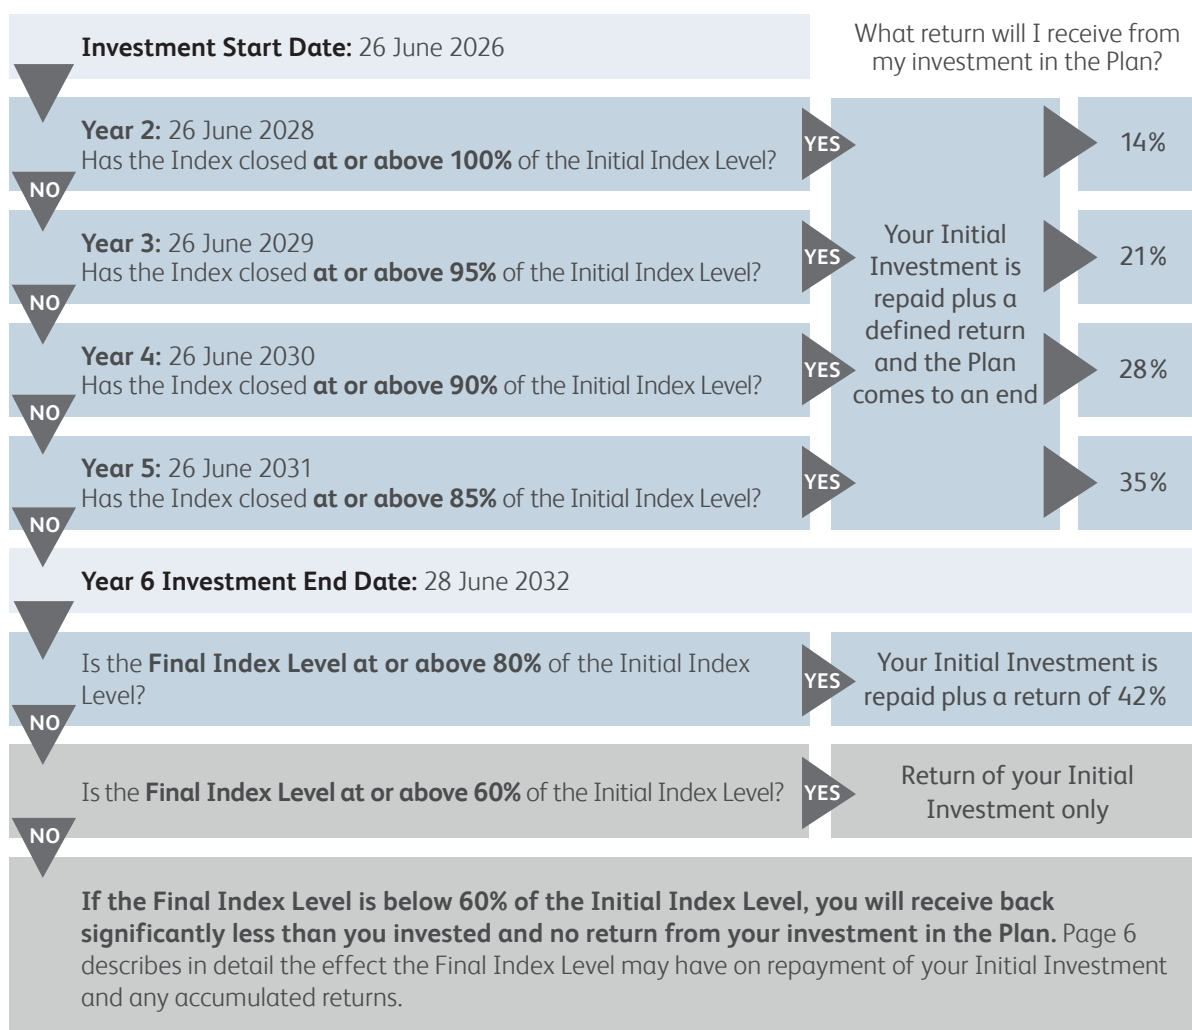 Investment Start Date: 26 June 2026
What return will I receive from
my investment in the Plan?
Year 2: 26 June 2028
Has the Index closed at or above 100% of the Initial Index Level?
YES
14%
NO
Year 3: 26 June 2029
Has the Index closed at or above 95% of the Initial Index Level?
YES
21%
NO
Year 4: 26 June 2030
Has the Index closed at or above 90% of the Initial Index Level?
YES
28%
NO
Year 5: 26 June 2031
Has the Index closed at or above 85% of the Initial Index Level?
YES
35%
NO
Your Initial
Investment is
repaid plus a
defined return
and the Plan
comes to an end
Year 6 Investment End Date: 28 June 2032
Is the Final Index Level at or above 80% of the Initial Index
Level?
YES
Your Initial Investment is
repaid plus a return of 42%
NO
Is the Final Index Level at or above 60% of the Initial Index Level?
YES
Return of your Initial
Investment only
NO
If the Final Index Level is below 60% of the Initial Index Level, you will receive back
significantly less than you invested and no return from your investment in the Plan. Page 6
describes in detail the effect the Final Index Level may have on repayment of your Initial Investment
and any accumulated returns.